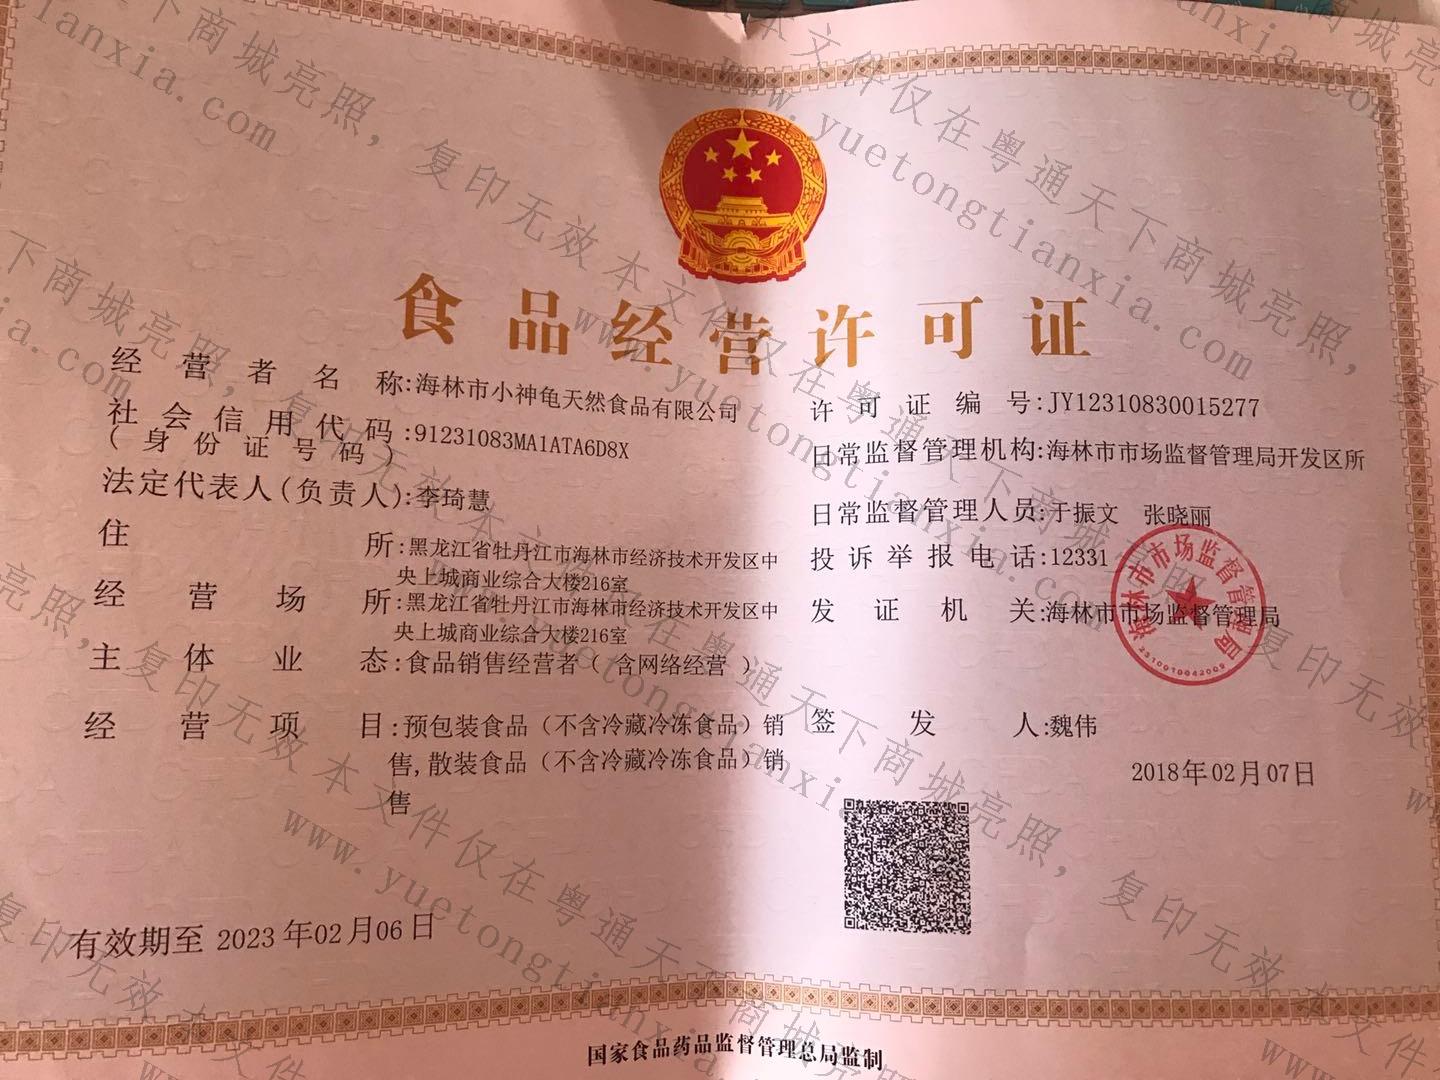 食品经营许可证
经营者名称:海林市小神龟天然食品有限公司
社会信用代码:91231083MA1ATA6D8X
(身份证号码)
法定代表人(负责人):李琦慧
住所:黑龙江省牡丹江市海林市经济技术开发区中
央上城商业综合大楼216室
经营场所:黑龙江省牡丹江市海林市经济技术开发区中
央上城商业综合大楼216室
主体业态:食品销售经营者（含网络经营）
经营项目:预包装食品（不含冷藏冷冻食品）销
售,散装食品（不含冷藏冷冻食品）销
售
许可证编号:JY12310830015277
日常监督管理机构:海林市市场监督管理局开发区所
日常监督管理人员:于振文 张晓丽
投诉举报电话:12331
发证机关:海林市市场监督管理局
海林市市场监督管理局
2310010042009
签发人:魏伟
2018年02月07日
有效期至 2023年02月06日
国家食品药品监督管理总局监制
本文件仅在粤通天下商城亮照，复印无效
www.yuetongtianxia.com